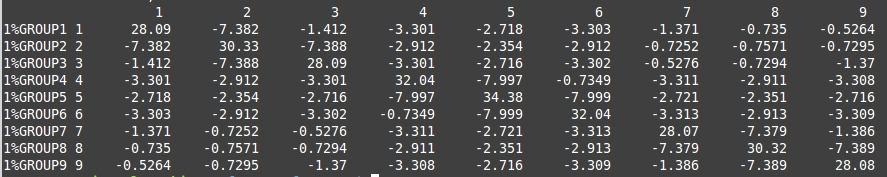 1 2 3 4 5 6 7 8 9
1%GROUP1 1 28.09 -7.382 -1.412 -3.301 -2.718 -3.303 -1.371 -0.735 -0.5264
1%GROUP2 2 -7.382 30.33 -7.388 -2.912 -2.354 -2.912 -0.7252 -0.7571 -0.7295
1%GROUP3 3 -1.412 -7.388 28.09 -3.301 -2.716 -3.302 -0.5276 -0.7294 -1.37
1%GROUP4 4 -3.301 -2.912 -3.301 32.04 -7.997 -0.7349 -3.311 -2.911 -3.308
1%GROUP5 5 -2.718 -2.354 -2.716 -7.997 34.38 -7.999 -2.721 -2.351 -2.716
1%GROUP6 6 -3.303 -2.912 -3.302 -0.7349 -7.999 32.04 -3.313 -2.913 -3.309
1%GROUP7 7 -1.371 -0.7252 -0.5276 -3.311 -2.721 -3.313 28.07 -7.379 -1.386
1%GROUP8 8 -0.735 -0.7571 -0.7294 -2.911 -2.351 -2.913 -7.379 30.32 -7.389
1%GROUP9 9 -0.5264 -0.7295 -1.37 -3.308 -2.716 -3.309 -1.386 -7.389 28.08